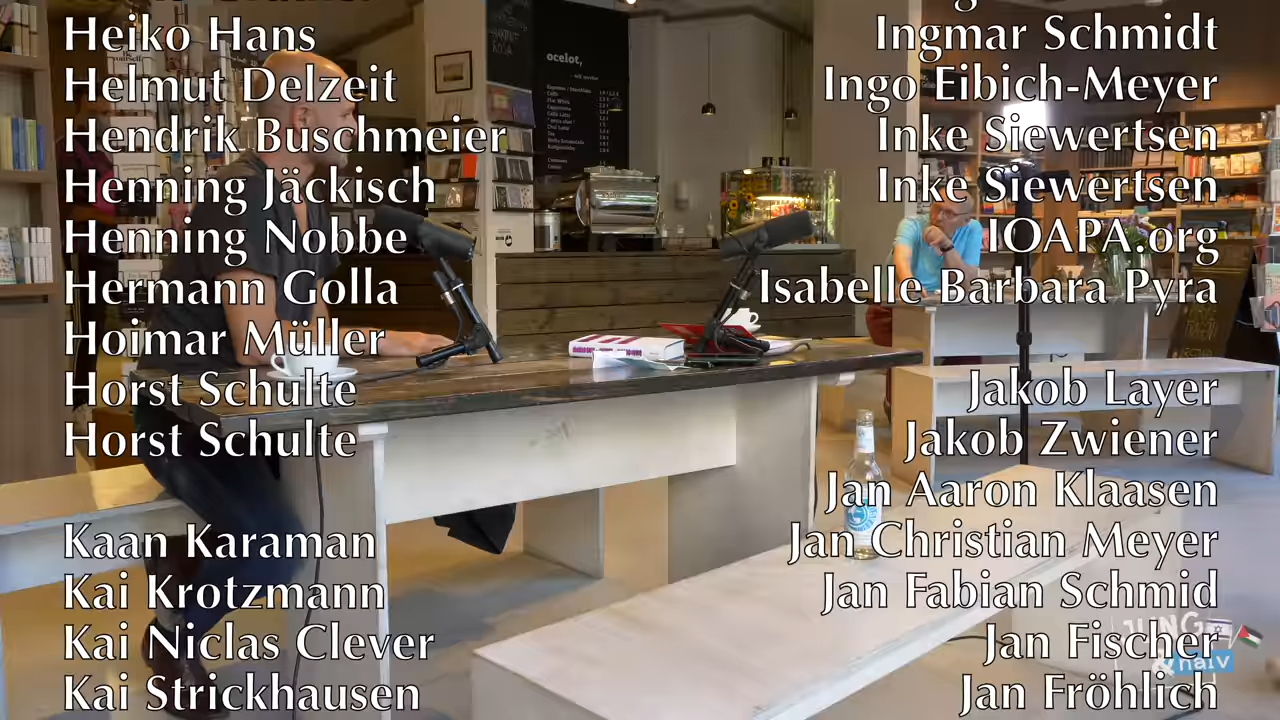 Heiko Hans
Helmut Delzeit
Hendrik Buschmeier
Henning Jäckisch
Henning Nobbe
Hermann Golla
Hoimar Müller
Horst Schulte
Horst Schulte
Kaan Karaman
Kai Krotzmann
Kai Niclas Clever
Kai Strickhausen
Ingmar Schmidt
Ingo Eibich-Meyer
Inke Siewertsen
Inke Siewertsen
IOAPA.org
Isabelle Barbara Pyra
Jakob Layer
Jakob Zwiener
Jan Aaron Klaasen
Jan Christian Meyer
Jan Fabian Schmid
Jan Fischer
Jan Fröhlich
ocelot,
JUNG
& naiv